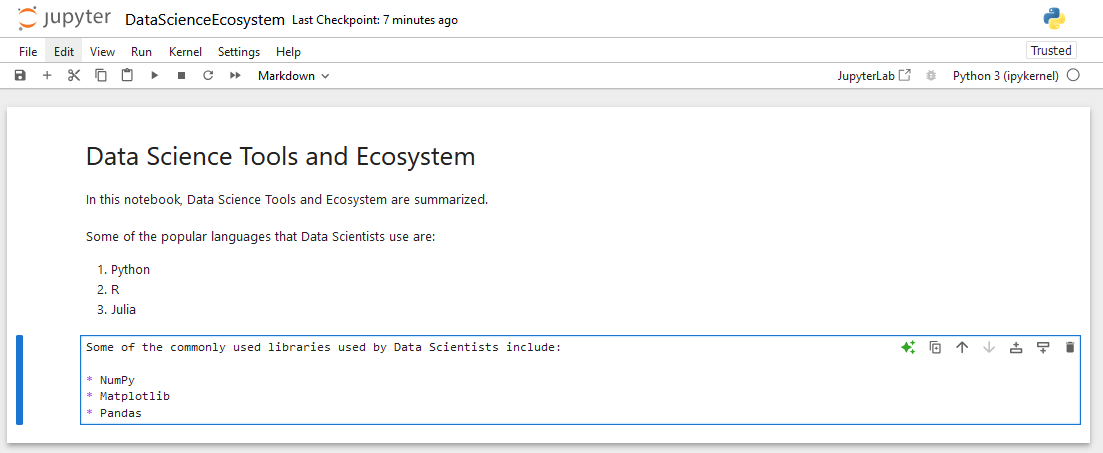 jupyter DataScienceEcosystem Last Checkpoint: 7 minutes ago
File Edit View Run Kernel Settings Help Trusted
Markdown JupyterLab Python 3 (ipykernel)
Data Science Tools and Ecosystem
In this notebook, Data Science Tools and Ecosystem are summarized.
Some of the popular languages that Data Scientists use are:
1. Python
2. R
3. Julia
Some of the commonly used libraries used by Data Scientists include:
* NumPy
* Matplotlib
* Pandas